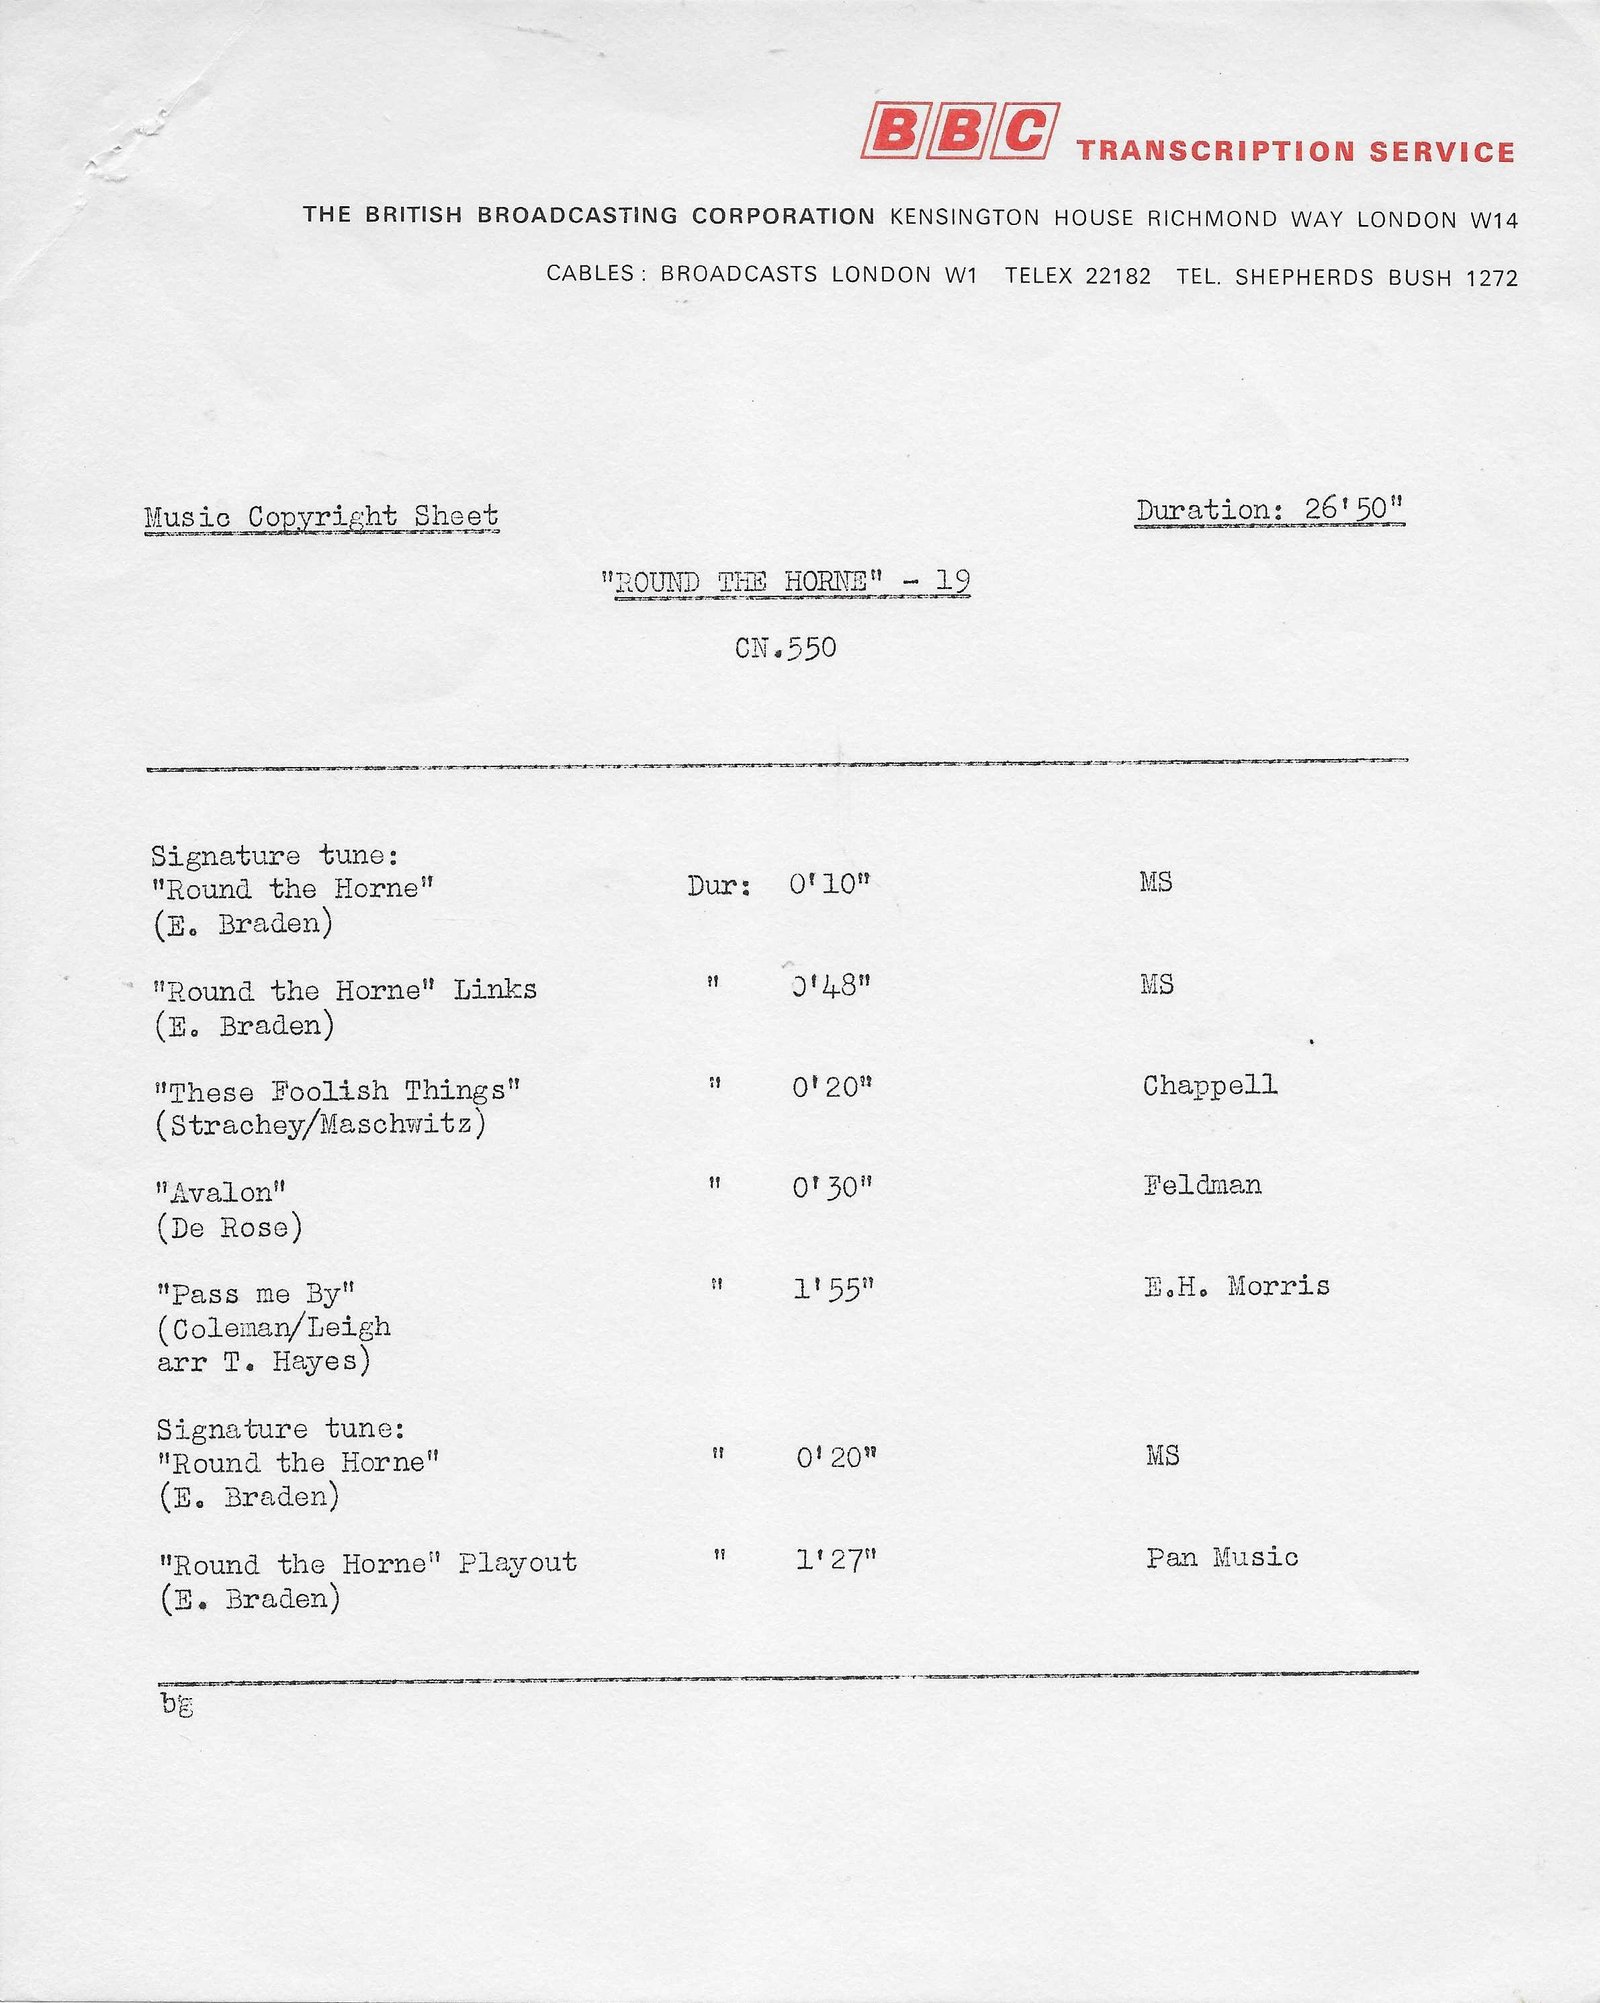 BBC TRANSCRIPTION SERVICE
THE BRITISH BROADCASTING CORPORATION KENSINGTON HOUSE RICHMOND WAY LONDON W14
CABLES: BROADCASTS LONDON W1 TELEX 22182 TEL. SHEPHERDS BUSH 1272
Music Copyright Sheet Duration: 26'50"
"ROUND THE HORNE" - 19
CN.550
Signature tune:
"Round the Horne" Dur: 0'10" MS
(E. Braden)
"Round the Horne" Links " 0'48" MS
(E. Braden)
"These Foolish Things" " 0'20" Chappell
(Strachey/Maschwitz)
"Avalon" " 0'30" Feldman
(De Rose)
"Pass me By" " 1'55" E.H. Morris
(Coleman/Leigh
arr T. Hayes)
Signature tune:
"Round the Horne" " 0'20" MS
(E. Braden)
"Round the Horne" Playout " 1'27" Pan Music
(E. Braden)
bg